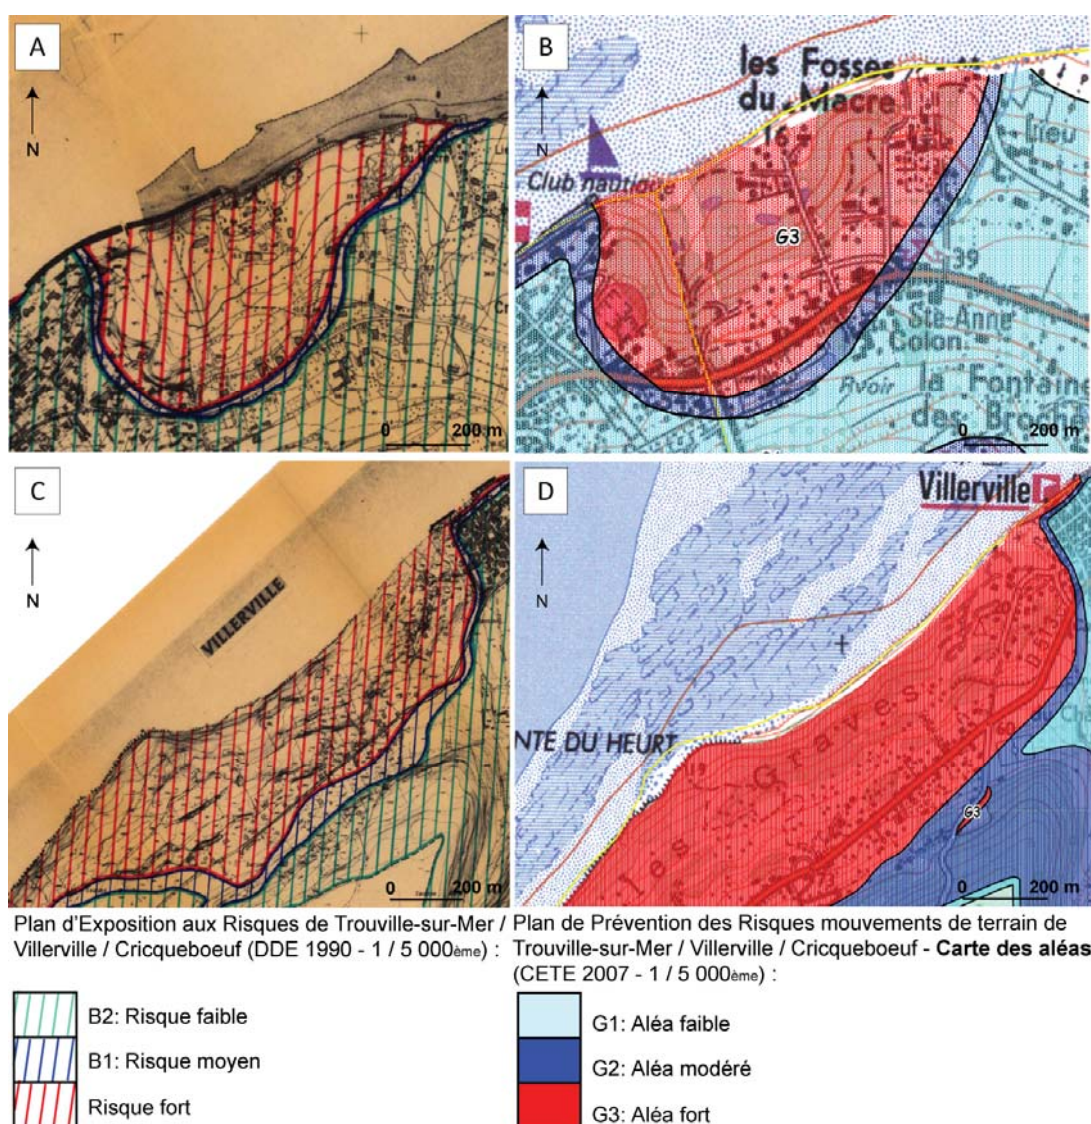 A
N
0 200 m
B
N
les Fosses
du Macre
16
Club nautique
G3
Lieu
39
Ste-Anne
Colon
Rvoir
la Fontain
des
0 200 m
C
N
VILLERVILLE
0 200 m
D
N
Villerville
NTE DU HEURT
les Graves
G3
0 200 m
Plan d'Exposition aux Risques de Trouville-sur-Mer /
Villerville / Cricqueboeuf (DDE 1990 - 1 / 5 000ème) :
B2: Risque faible
B1: Risque moyen
Risque fort
Plan de Prévention des Risques mouvements de terrain de
Trouville-sur-Mer / Villerville / Cricqueboeuf - Carte des aléas
(CETE 2007 - 1 / 5 000ème) :
G1: Aléa faible
G2: Aléa modéré
G3: Aléa fort